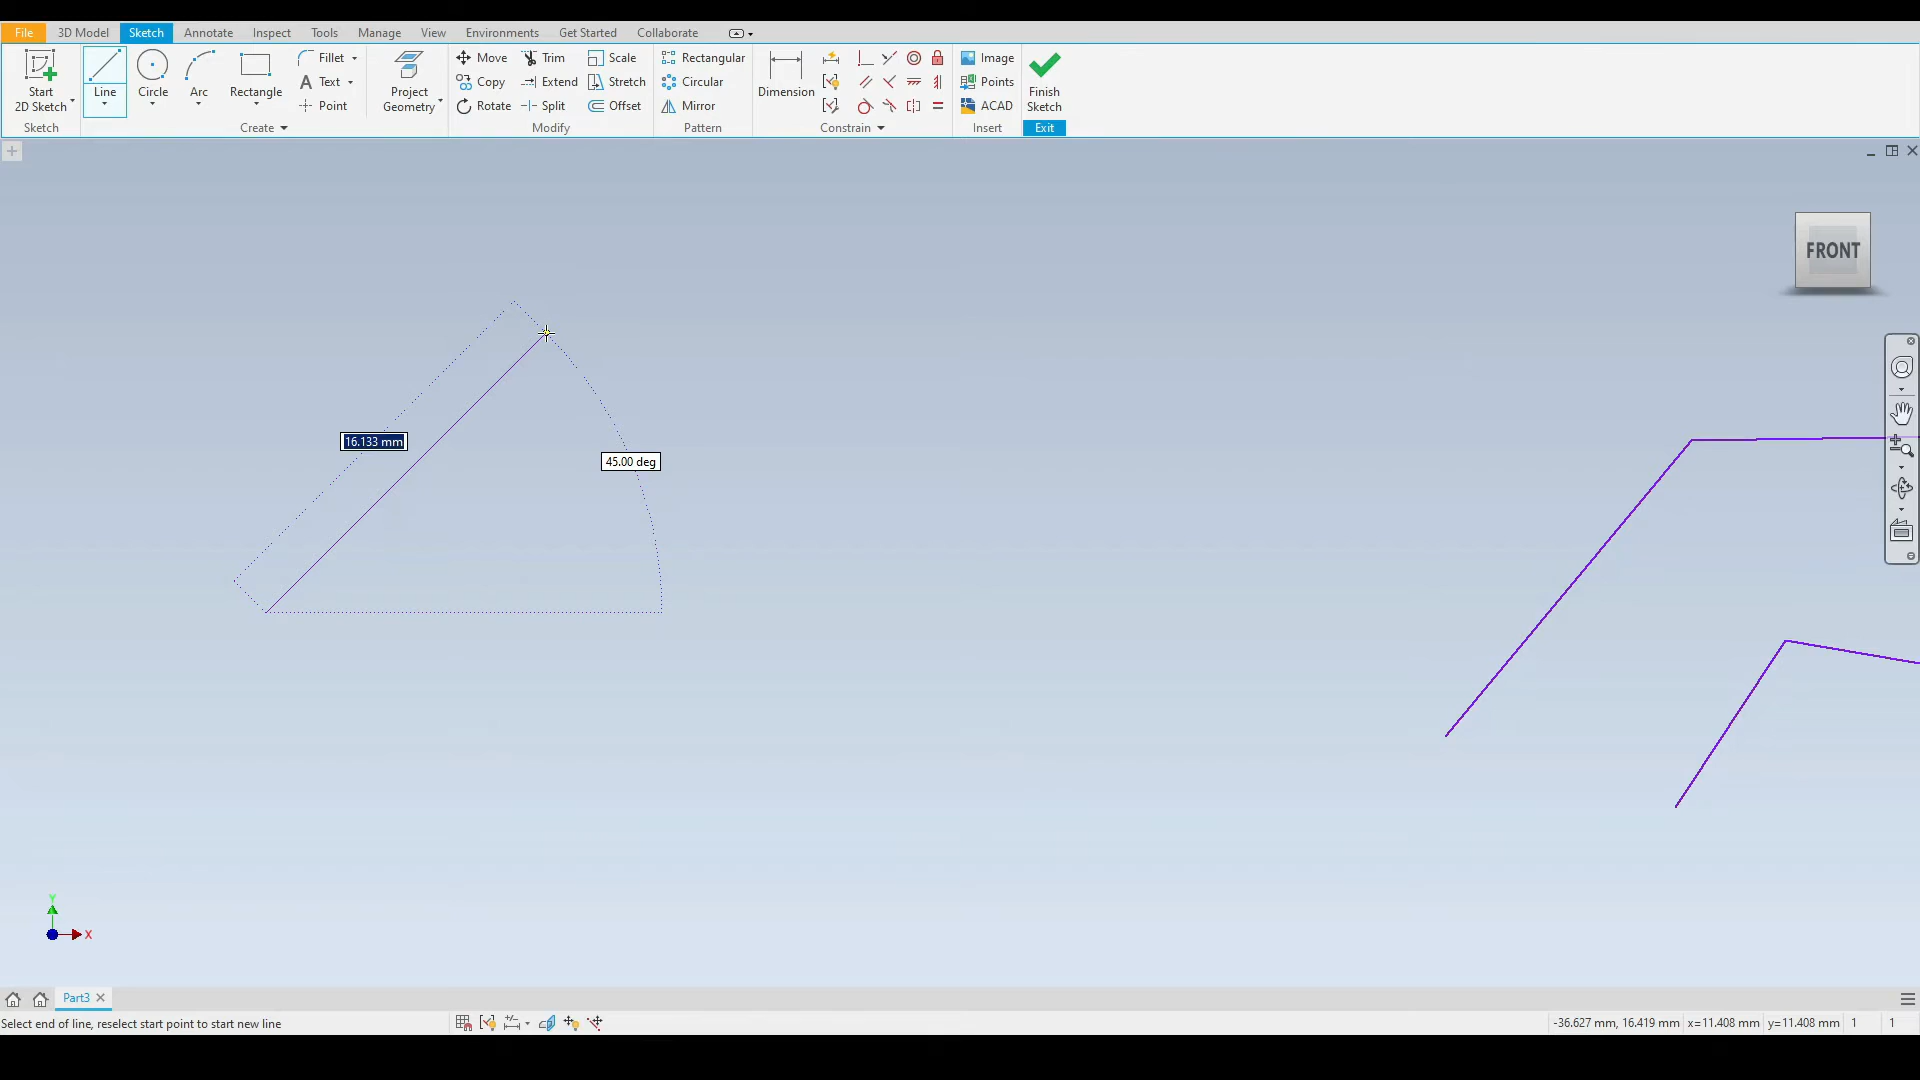 File 3D Model Sketch Annotate Inspect Tools Manage View Environments Get Started Collaborate
Start
2D Sketch
Line
Circle
Arc
Rectangle
Fillet
Text
Point
Project
Geometry
Move
Copy
Rotate
Trim
Extend
Split
Scale
Stretch
Offset
Rectangular
Circular
Mirror
Dimension
Image
Points
ACAD
Finish
Sketch
Sketch Create Modify Pattern Constrain Insert Exit
FRONT
16.133 mm
45.00 deg
Y
X
Part3
Select end of line, reselect start point to start new line
-36.627 mm, 16.419 mm x=11.408 mm y=11.408 mm 1 1